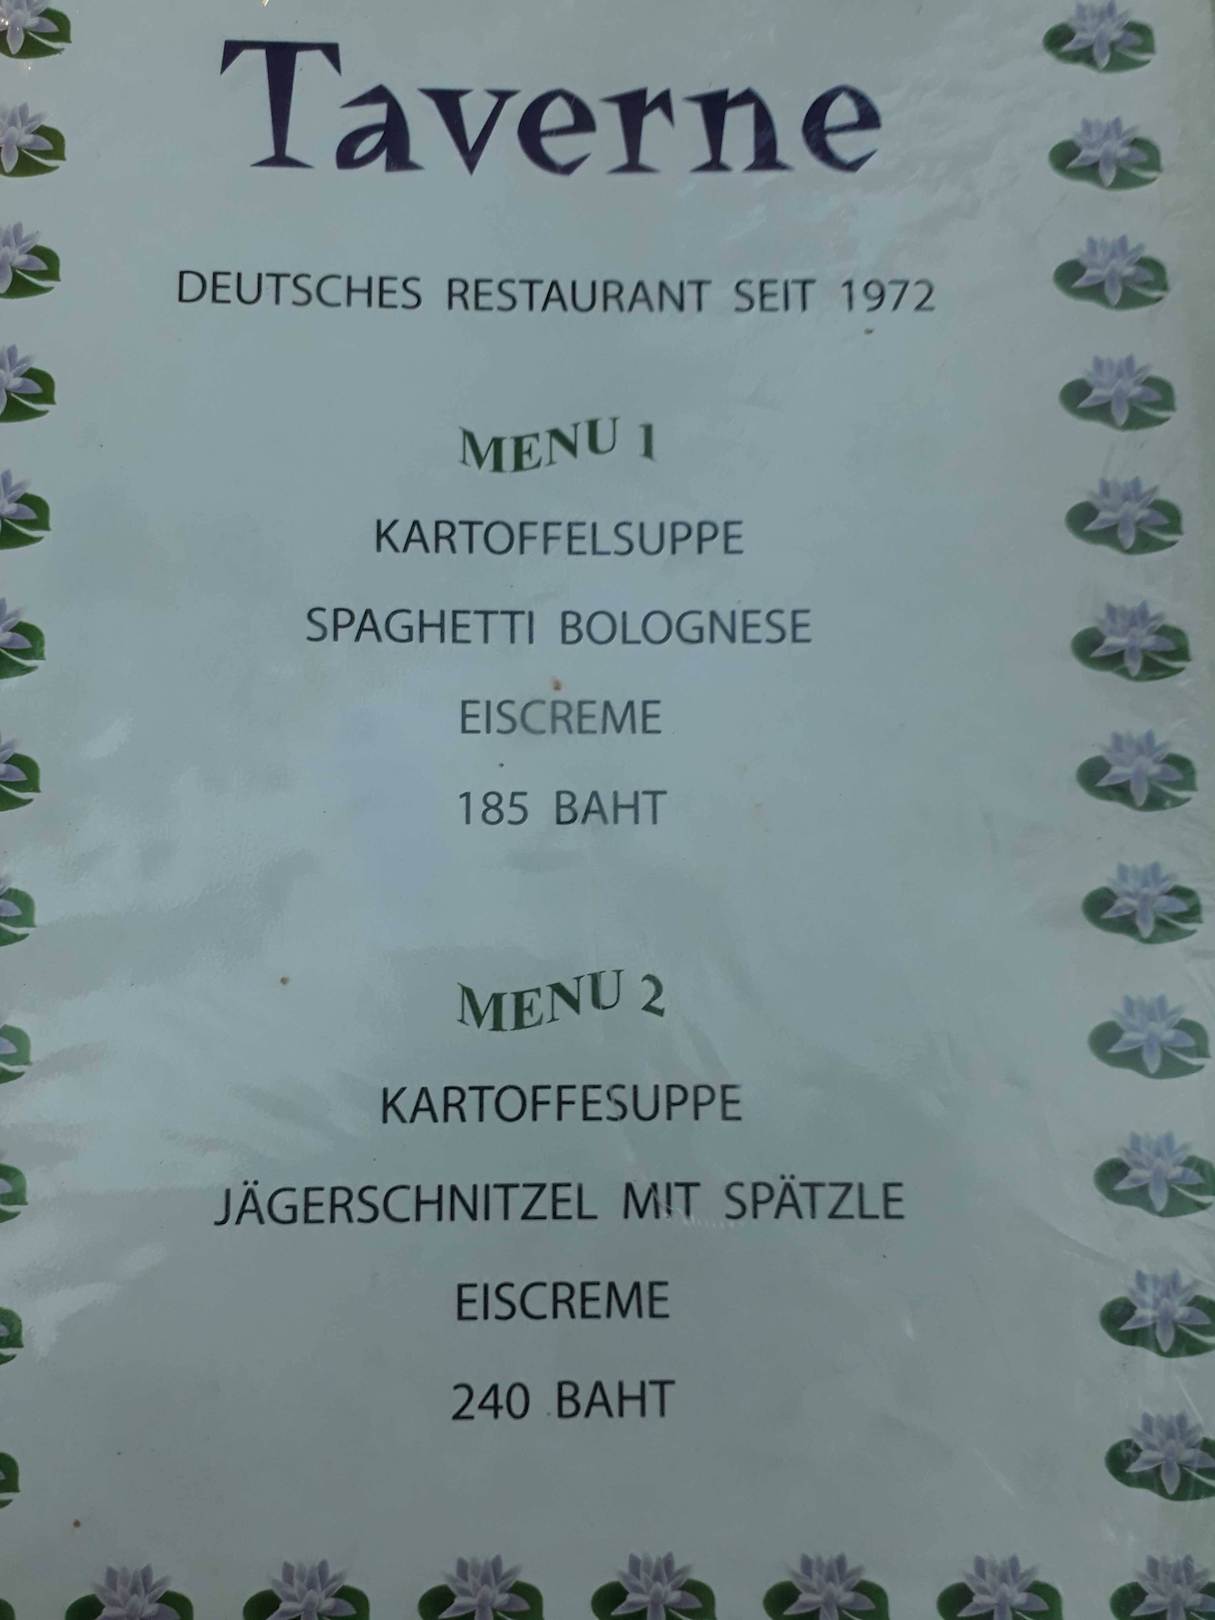 Taverne
DEUTSCHES RESTAURANT SEIT 1972
MENU 1
KARTOFFELSUPPE
SPAGHETTI BOLOGNESE
EISCREME
185 BAHT
MENU 2
KARTOFFESUPPE
JÄGERSCHNITZEL MIT SPÄTZLE
EISCREME
240 BAHT